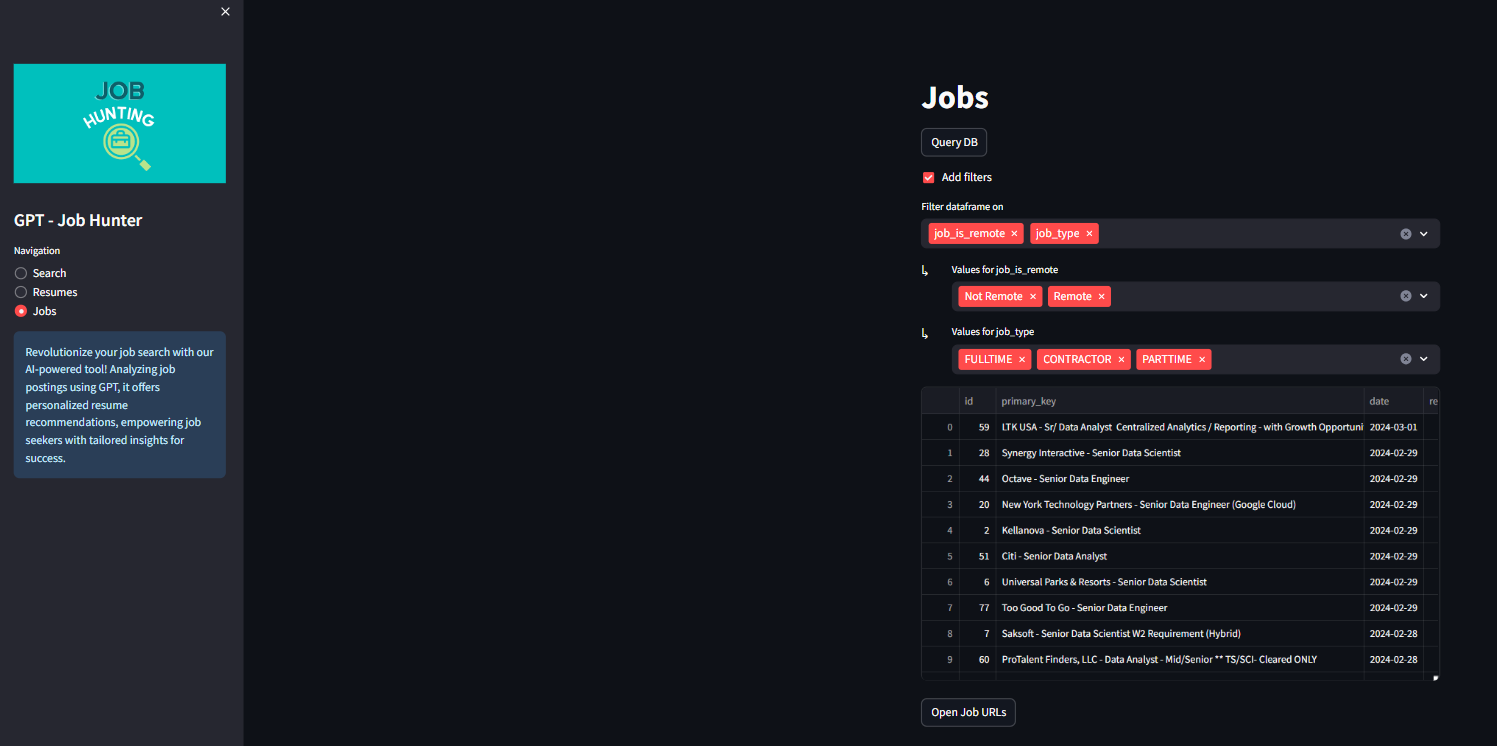 JOB
HUNTING
GPT - Job Hunter
Navigation
Search
Resumes
Jobs
Revolutionize your job search with our
AI-powered tool! Analyzing job
postings using GPT, it offers
personalized resume
recommendations, empowering job
seekers with tailored insights for
success.
Jobs
Query DB
Add filters
Filter dataframe on
job_is_remote × job_type ×
↳ Values for job_is_remote
Not Remote × Remote ×
↳ Values for job_type
FULLTIME × CONTRACTOR × PARTTIME ×
id primary_key date re
0 59 LTK USA - Sr/ Data Analyst Centralized Analytics / Reporting - with Growth Opportuni 2024-03-01
1 28 Synergy Interactive - Senior Data Scientist 2024-02-29
2 44 Octave - Senior Data Engineer 2024-02-29
3 20 New York Technology Partners - Senior Data Engineer (Google Cloud) 2024-02-29
4 2 Kellanova - Senior Data Scientist 2024-02-29
5 51 Citi - Senior Data Analyst 2024-02-29
6 6 Universal Parks & Resorts - Senior Data Scientist 2024-02-29
7 77 Too Good To Go - Senior Data Engineer 2024-02-29
8 7 Saksoft - Senior Data Scientist W2 Requirement (Hybrid) 2024-02-28
9 60 ProTalent Finders, LLC - Data Analyst - Mid/Senior ** TS/SCI- Cleared ONLY 2024-02-28
Open Job URLs